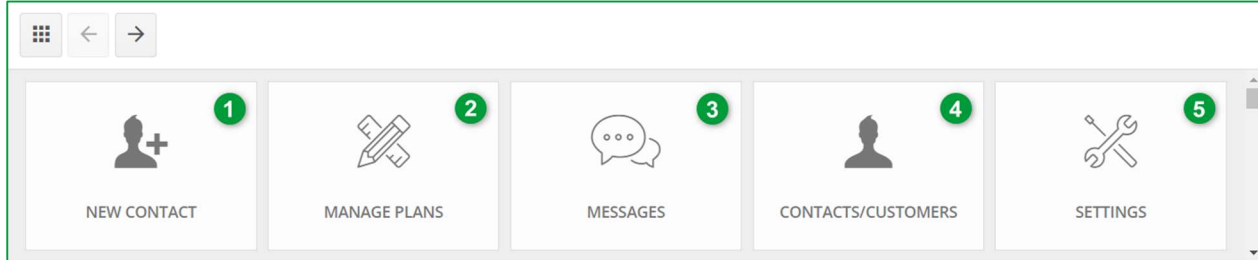 1
2
3
4
5
NEW CONTACT
MANAGE PLANS
MESSAGES
CONTACTS/CUSTOMERS
SETTINGS